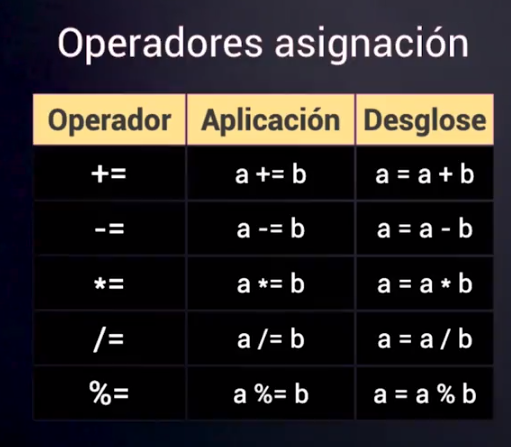 Operadores asignación
Operador Aplicación Desglose
+= a += b a = a + b
-= a -= b a = a - b
*= a *= b a = a * b
/= a /= b a = a / b
%= a %= b a = a % b